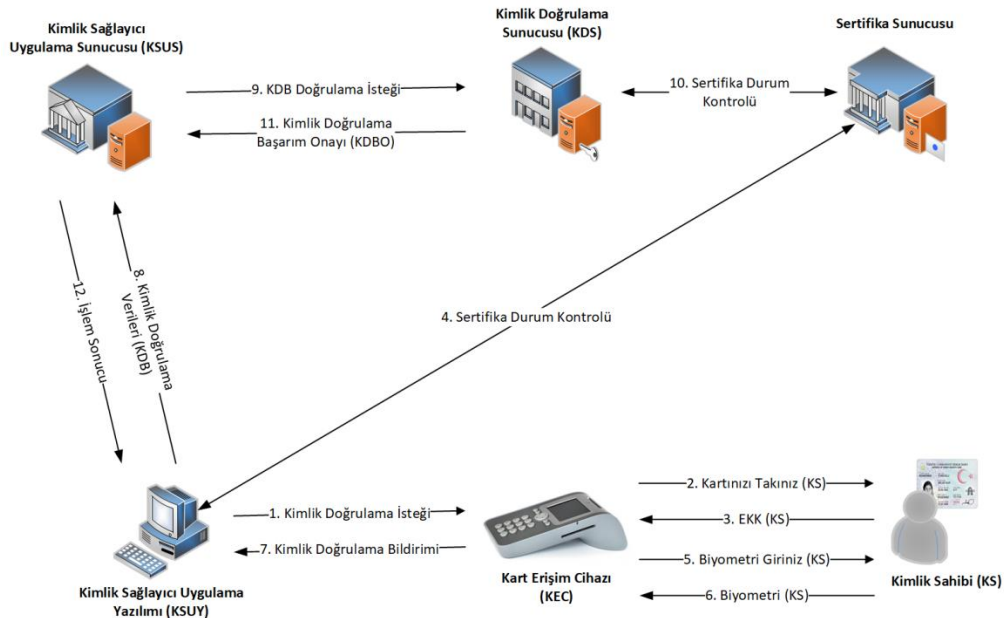 Kimlik Sağlayıcı
Uygulama Sunucusu (KSUS)
Kimlik Doğrulama
Sunucusu (KDS)
Sertifika Sunucusu
9. KDB Doğrulama İsteği
10. Sertifika Durum
Kontrolü
11. Kimlik Doğrulama
Başarım Onayı (KDBO)
12. İşlem Sonucu
8. Kimlik Doğrulama
Verileri (KDB)
4. Sertifika Durum Kontrolü
1. Kimlik Doğrulama İsteği
7. Kimlik Doğrulama Bildirimi
2. Kartınızı Takınız (KS)
3. EKK (KS)
5. Biyometri Giriniz (KS)
6. Biyometri (KS)
Kimlik Sağlayıcı Uygulama
Yazılımı (KSUY)
Kart Erişim Cihazı
(KEC)
Kimlik Sahibi (KS)